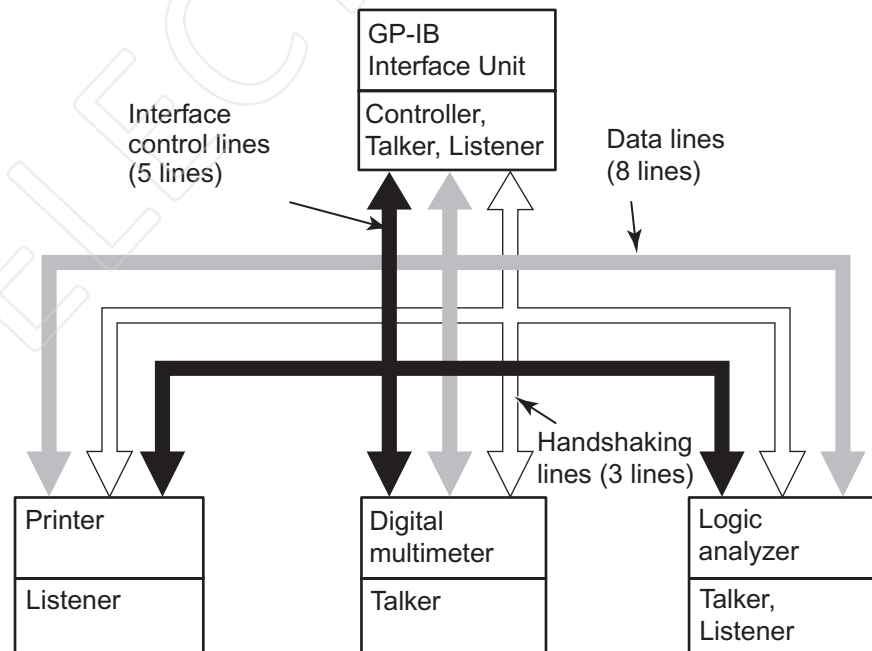 GP-IB
Interface Unit
Controller,
Talker, Listener
Interface
control lines
(5 lines)
Data lines
(8 lines)
Handshaking
lines (3 lines)
Printer
Listener
Digital
multimeter
Talker
Logic
analyzer
Talker,
Listener